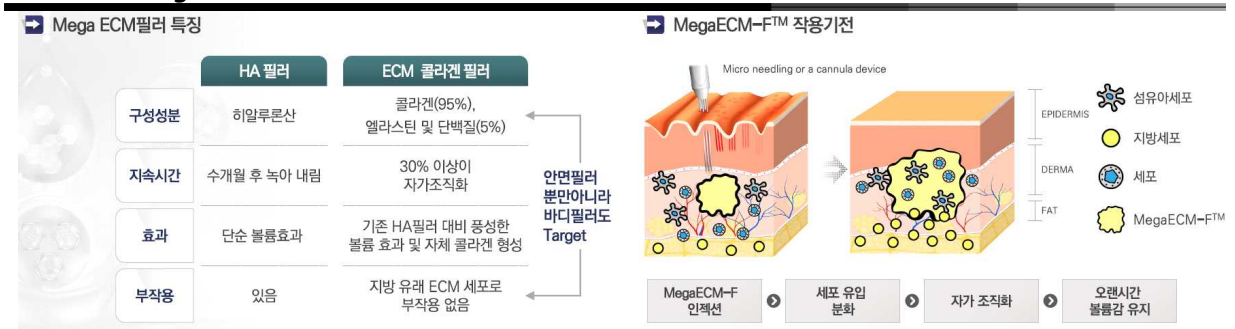 Mega ECM필러 특징
HA 필러
ECM 콜라겐 필러
구성성분
히알루론산
콜라겐(95%),
엘라스틴 및 단백질(5%)
지속시간
수개월 후 녹아 내림
30% 이상이
자가조직화
효과
단순 볼륨효과
기존 HA필러 대비 풍성한
볼륨 효과 및 자체 콜라겐 형성
부작용
있음
지방 유래 ECM 세포로
부작용 없음
안면필러
뿐만아니라
바디필러도
Target
MegaECM-F™ 작용기전
Micro needling or a cannula device
EPIDERMIS
DERMA
FAT
섬유아세포
지방세포
세포
MegaECM-F™
MegaECM-F
인젝션
세포 유입
분화
자가 조직화
오랜시간
볼륨감 유지